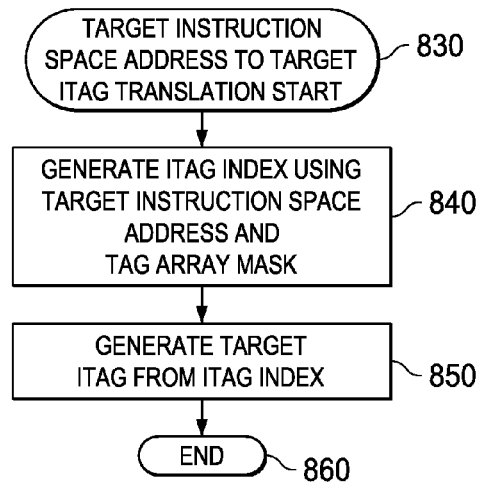 TARGET INSTRUCTION
SPACE ADDRESS TO TARGET
ITAG TRANSLATION START
830
GENERATE ITAG INDEX USING
TARGET INSTRUCTION SPACE
ADDRESS AND
TAG ARRAY MASK
840
GENERATE TARGET
ITAG FROM ITAG INDEX
850
END
860